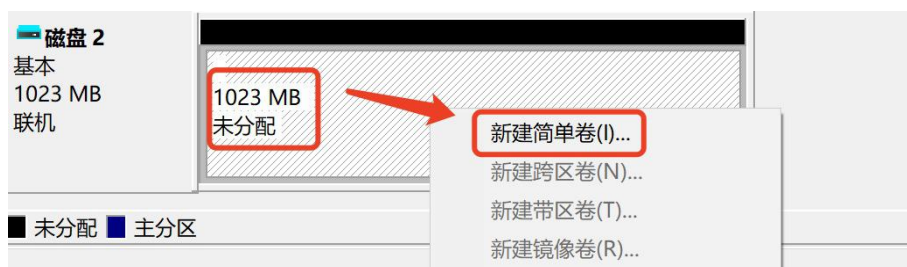 磁盘 2
基本
1023 MB
联机
1023 MB
未分配
新建简单卷(I)...
新建跨区卷(N)...
新建带区卷(T)...
新建镜像卷(R)...
未分配 主分区